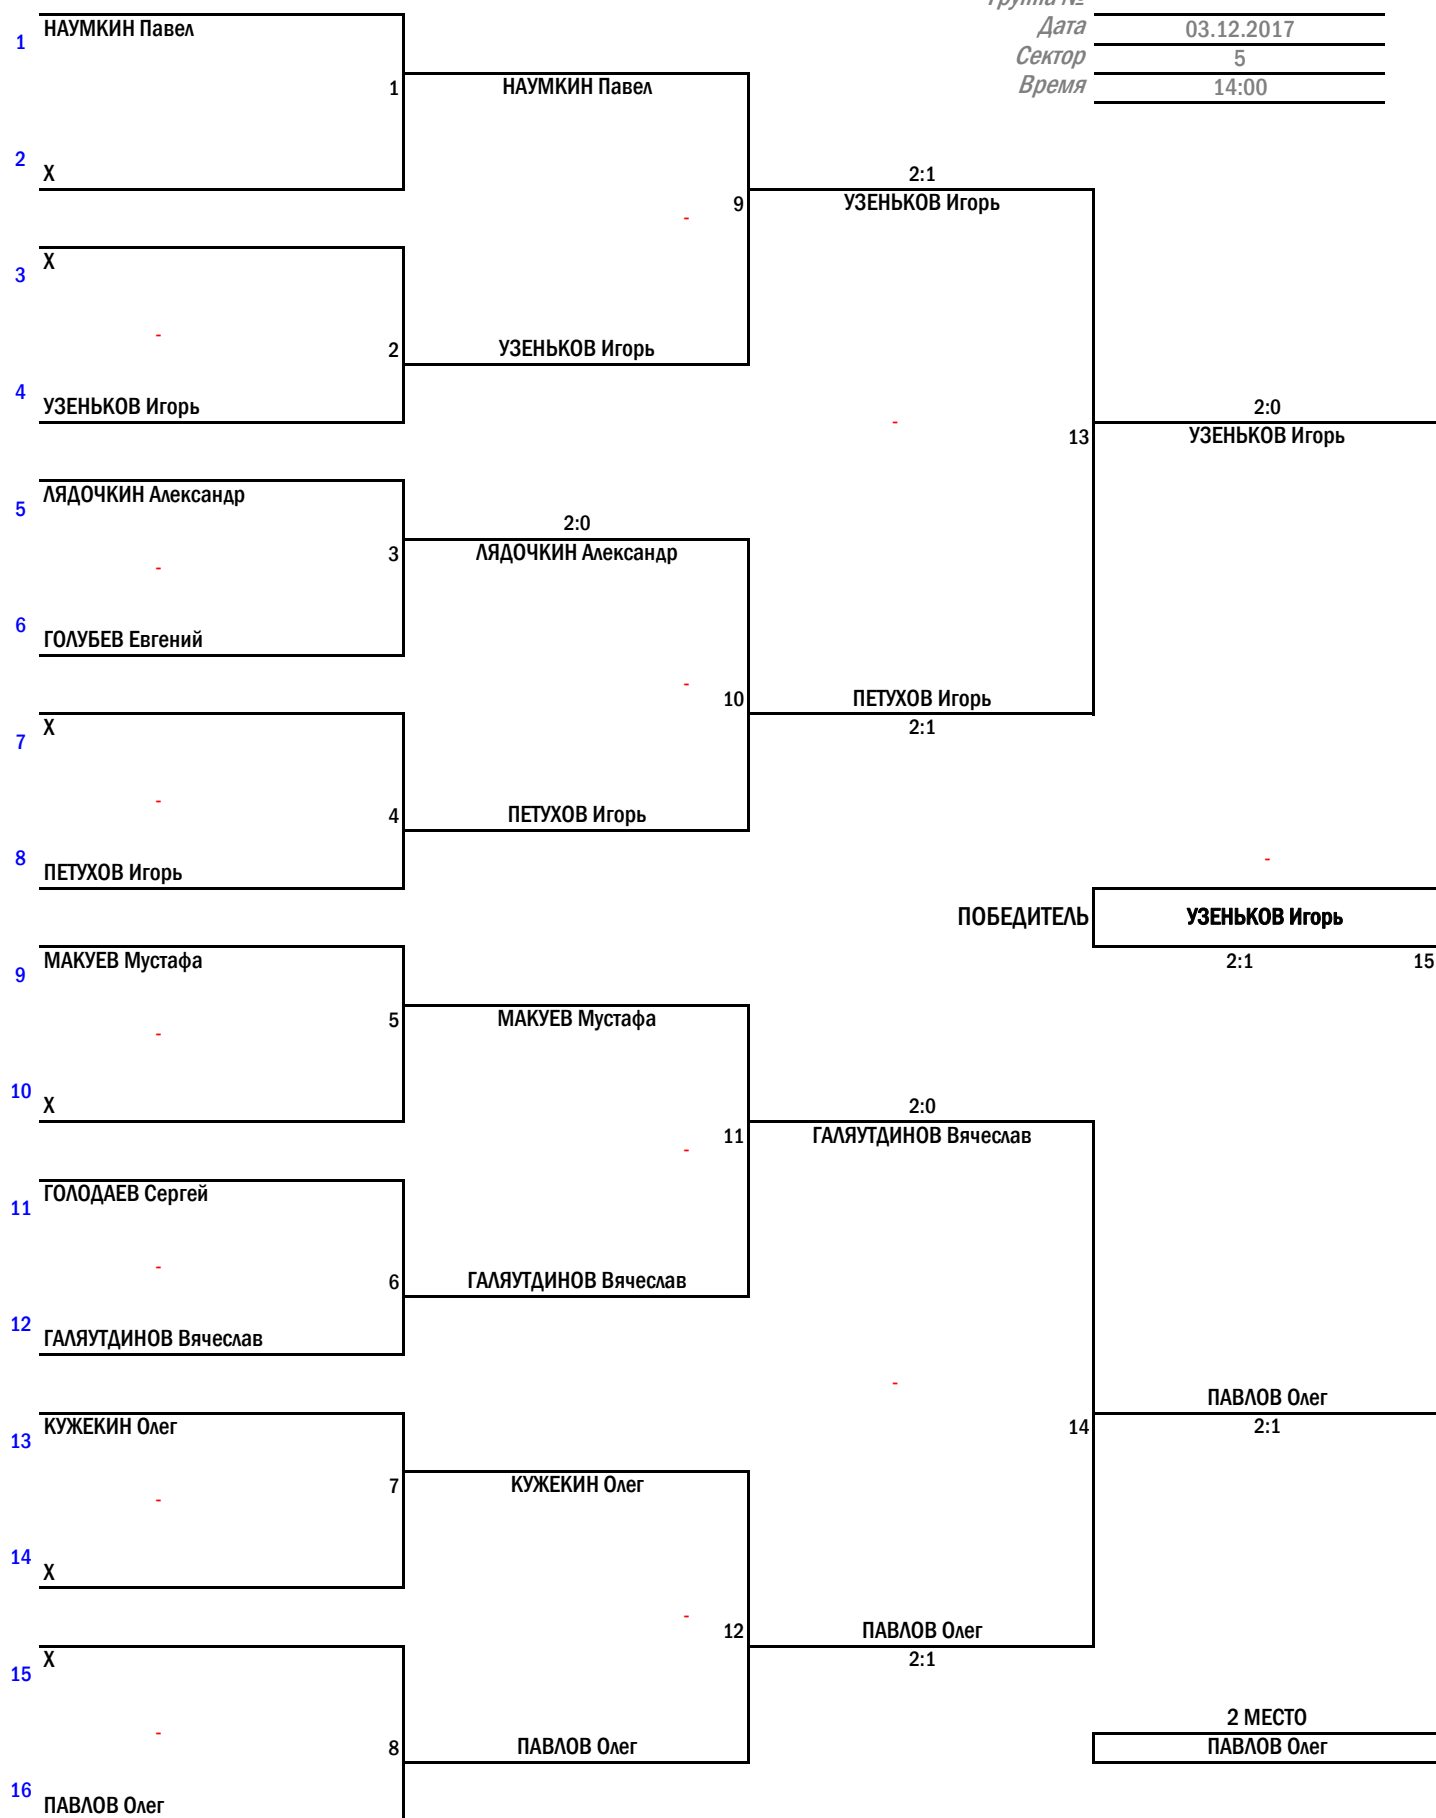 Группа №
Дата 03.12.2017
Сектор 5
Время 14:00
1 НАУМКИН Павел
1 НАУМКИН Павел
2 X
2:1
9 УЗЕНЬКОВ Игорь
-
3 X
-
2 УЗЕНЬКОВ Игорь
4 УЗЕНЬКОВ Игорь
2:0
-
13 УЗЕНЬКОВ Игорь
5 ЛЯДОЧКИН Александр
2:0
3 ЛЯДОЧКИН Александр
-
6 ГОЛУБЕВ Евгений
-
10 ПЕТУХОВ Игорь
2:1
7 X
-
4 ПЕТУХОВ Игорь
8 ПЕТУХОВ Игорь
-
ПОБЕДИТЕЛЬ УЗЕНЬКОВ Игорь
2:1 15
9 МАКУЕВ Мустафа
5 МАКУЕВ Мустафа
-
10 X
2:0
11 ГАЛЯУТДИНОВ Вячеслав
-
11 ГОЛОДАЕВ Сергей
-
6 ГАЛЯУТДИНОВ Вячеслав
12 ГАЛЯУТДИНОВ Вячеслав
-
ПАВЛОВ Олег
14 2:1
13 КУЖЕКИН Олег
7 КУЖЕКИН Олег
-
14 X
-
12 ПАВЛОВ Олег
2:1
15 X
-
2 МЕСТО
8 ПАВЛОВ Олег
ПАВЛОВ Олег
16 ПАВЛОВ Олег